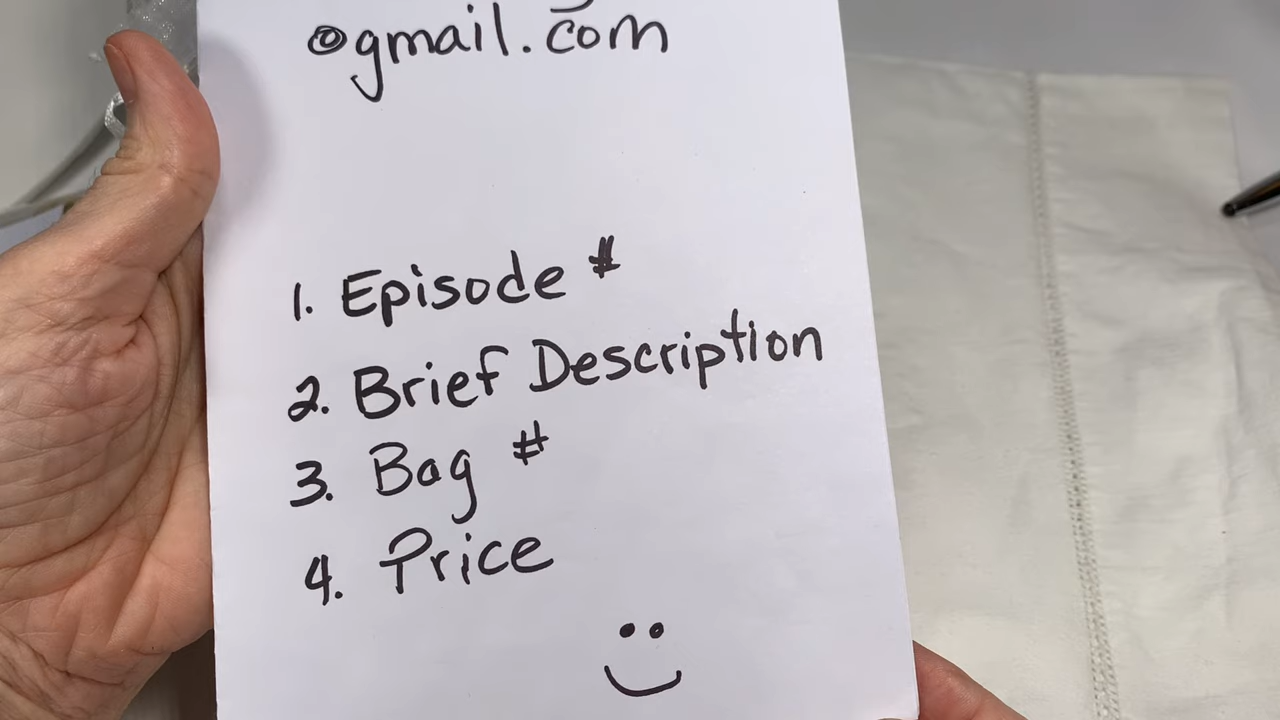 @gmail.com
1. Episode #
2. Brief Description
3. Bag #
4. Price